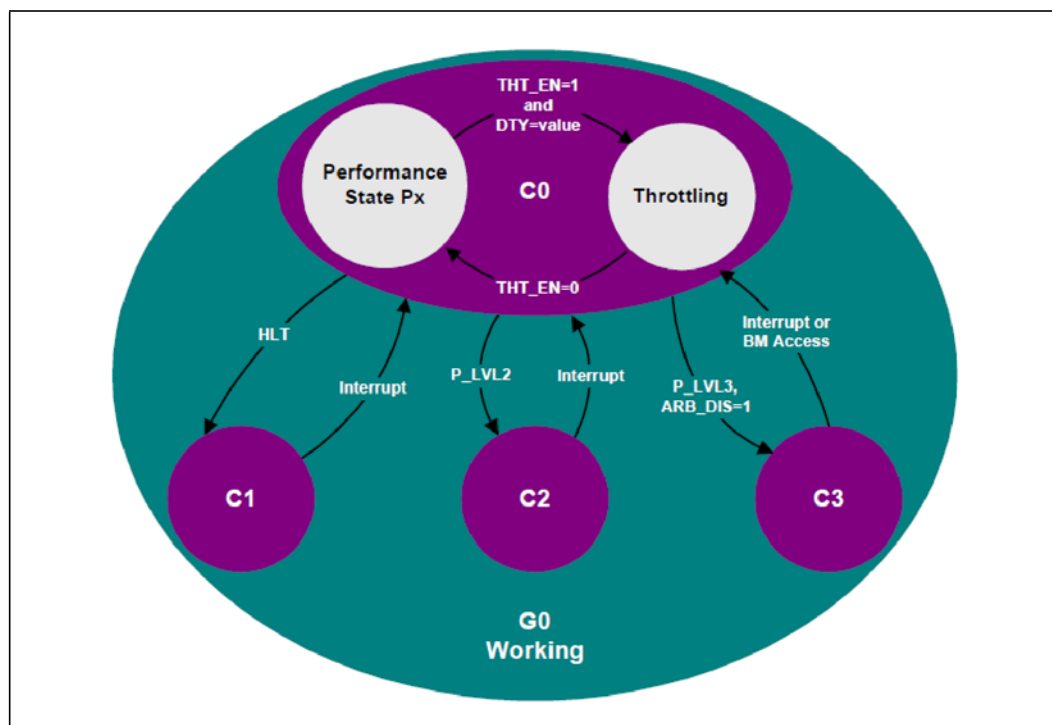 THT_EN=1
and
DTY=value
Performance
State Px
C0
Throttling
THT_EN=0
HLT
Interrupt
P_LVL2
Interrupt
P_LVL3,
ARB_DIS=1
Interrupt or
BM Access
C1
C2
C3
G0
Working